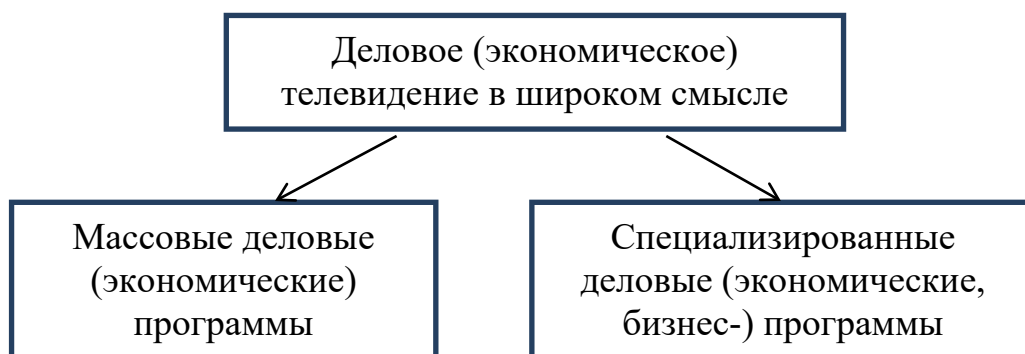 Деловое (экономическое)
телевидение в широком смысле
Массовые деловые
(экономические)
программы
Специализированные
деловые (экономические,
бизнес-) программы